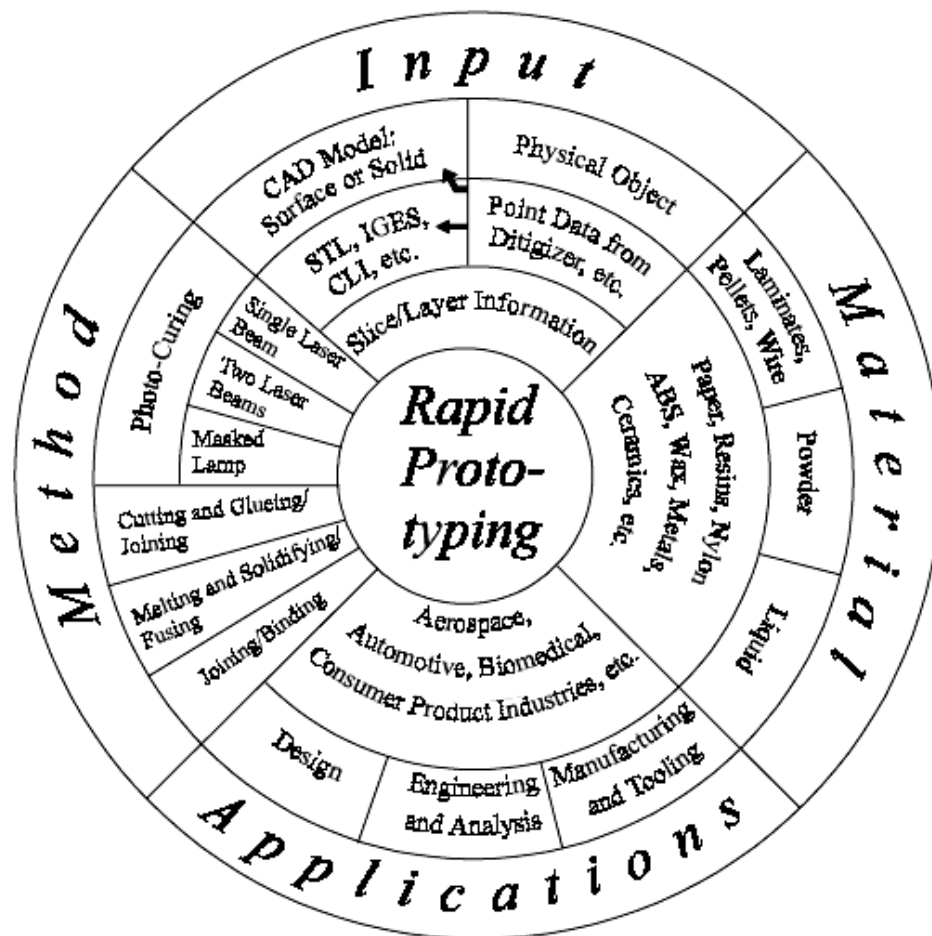 Input
CAD Model:
Surface or Solid
Physical Object
STL, IGES,
CLI, etc.
Point Data from
Ditigizer, etc.
Slice/Layer Information
Material
Laminates,
Pellets, Wire
Powder
Liquid
Paper, Resing, Nylon
ABS, Wax, Metals,
Ceramics, etc.
Rapid
Proto-
typing
Method
Photo-Curing
Single Laser
Beam
Two Laser
Beams
Masked
Lamp
Cutting and Glueing/
Joining
Melting and Solidifying/
Fusing
Joining/Binding
Aerospace,
Automotive, Biomedical,
Consumer Product Industries, etc.
Design
Engineering
and Analysis
Manufacturing
and Tooling
Applications